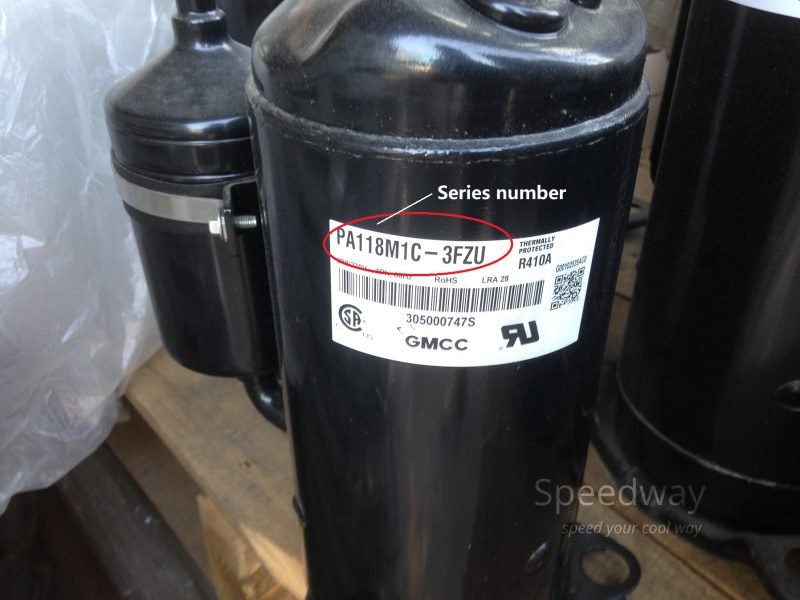 Series number
PA118M1C-3FZU
THERMALLY
PROTECTED
R410A
RoHS LRA 28
305000747S
GMCC
Speedway
speed your cool way